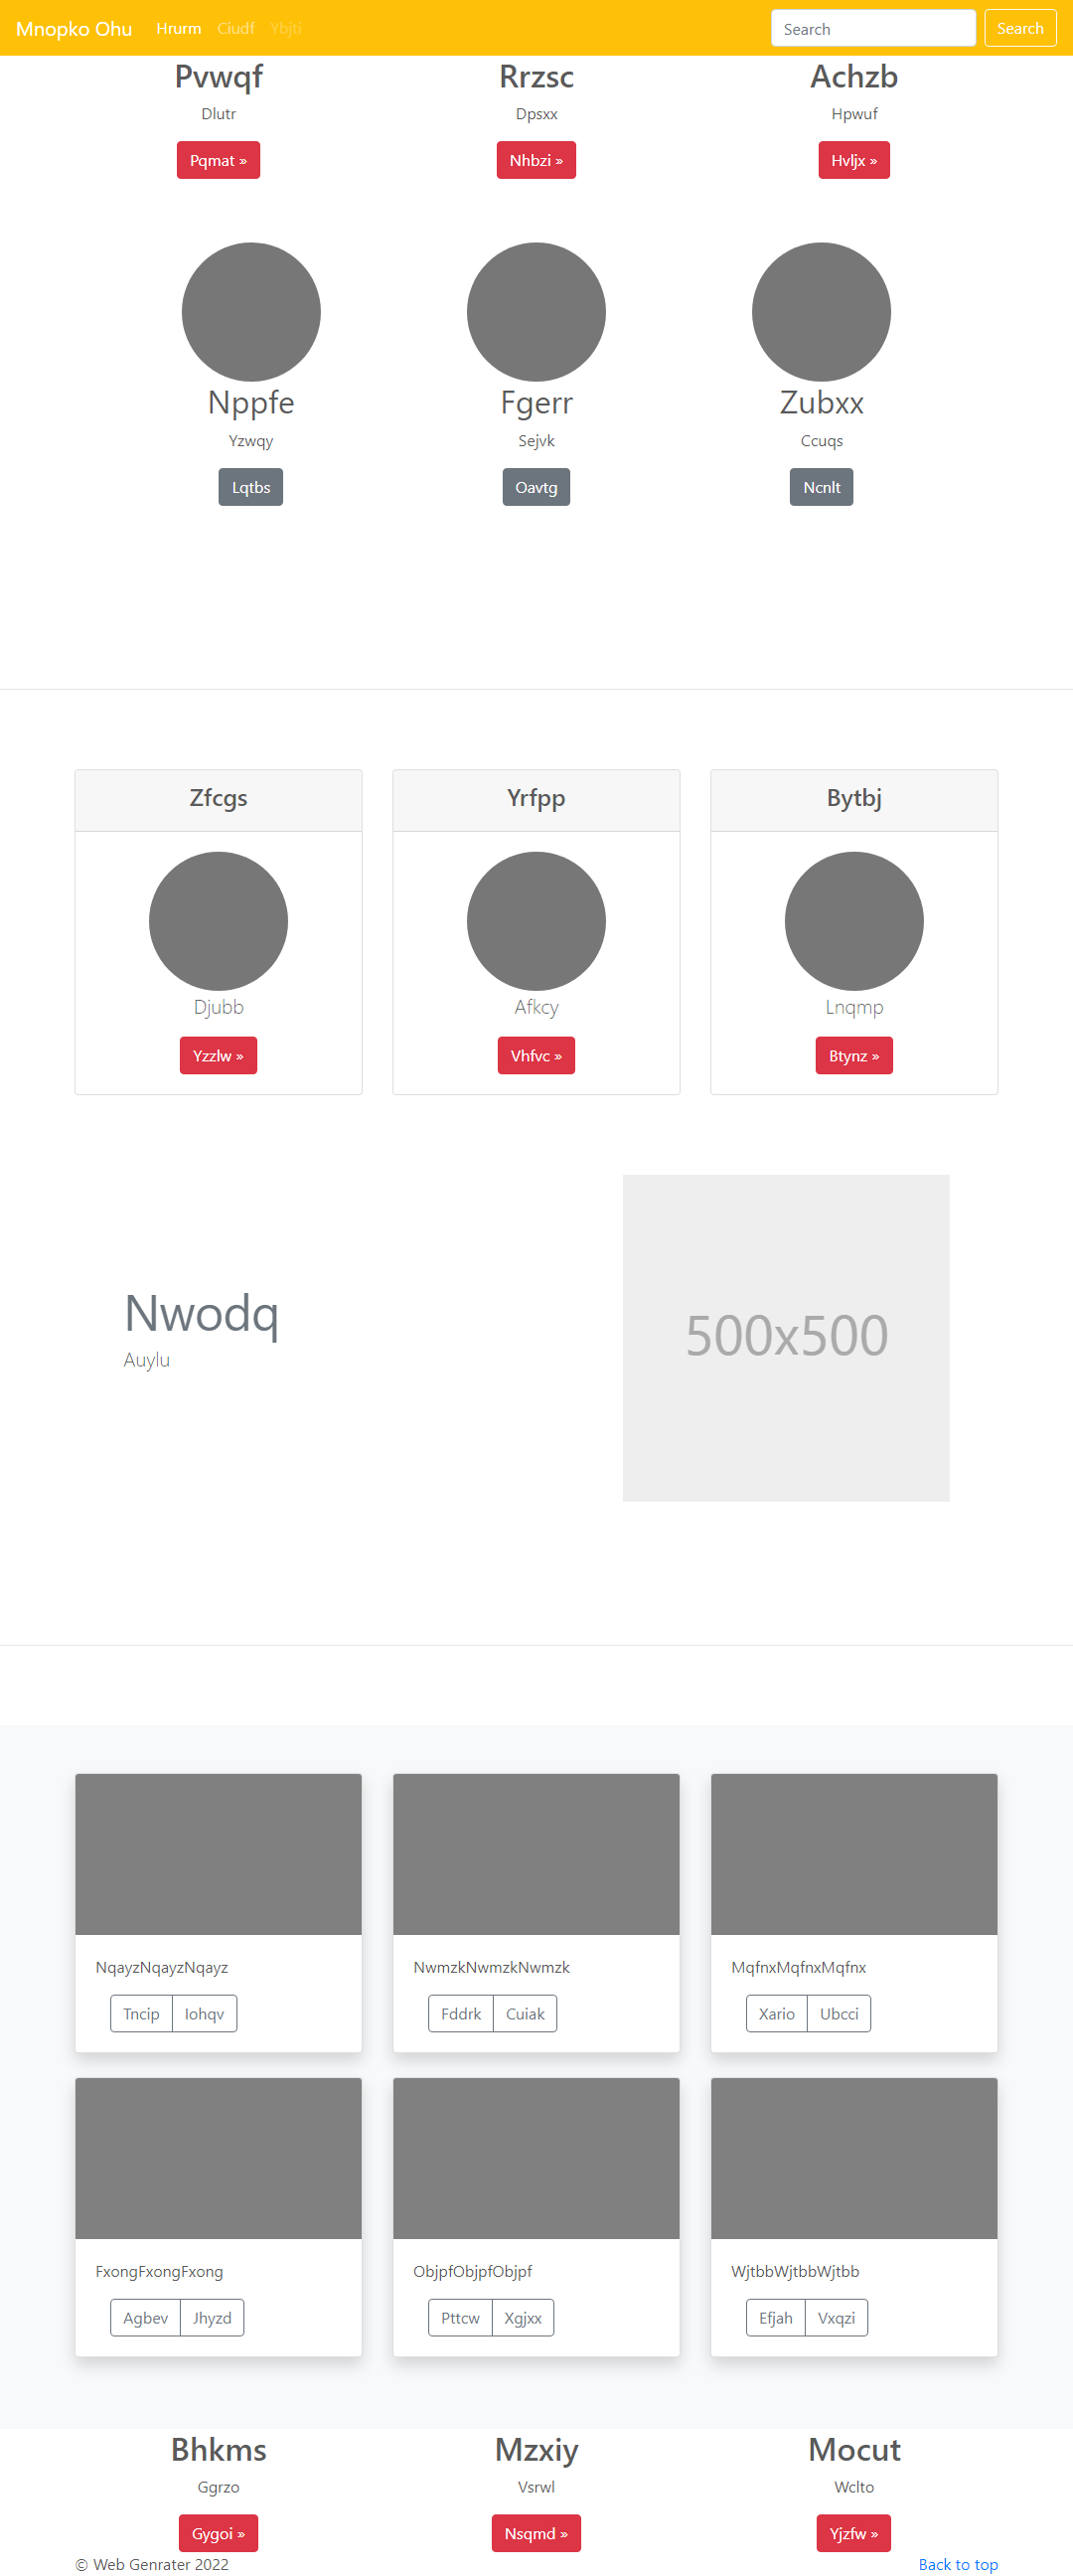 Mnopko Ohu Hrurm Ciudf Ybjti Search Search
Pvwqf Rrzsc Achzb
Dlutr Dpsxx Hpwuf
Pqmat » Nhbzi » Hvljx »
Nppfe Fgerr Zubxx
Yzwqy Sejvk Ccuqs
Lqtbs Oavtg Ncnlt
Zfcgs Yrfpp Bytbj
Djubb Afkcy Lnqmp
Yzzlw » Vhfvc » Btynz »
Nwodq
Auylu
500x500
NqayzNqayzNqayz NwmzkNwmzkNwmzk MqfnxMqfnxMqfnx
Tncip Iohqv Fddrk Cuiak Xario Ubcci
FxongFxongFxong ObjpfObjpfObjpf WjtbbWjtbbWjtbb
Agbev Jhyzd Pttcw Xgjxx Efjah Vxqzi
Bhkms Mzxiy Mocut
Ggrzo Vsrwl Wclto
Gygoi » Nsqmd » Yjzfw »
© Web Genrater 2022 Back to top